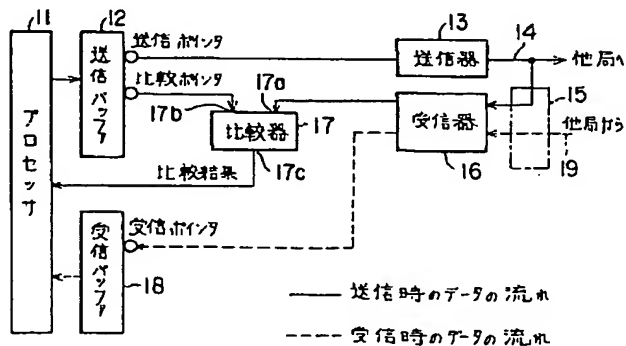 11
12
プロセッサ
送信バッファ
送信ポインタ
比較ポインタ
13
送信器
14
他局へ
17a
17b
比較器
17
17c
比較結果
受信器
16
15
他局から
19
受信ポインタ
受信バッファ
18
送信時のデータの流れ
受信時のデータの流れ